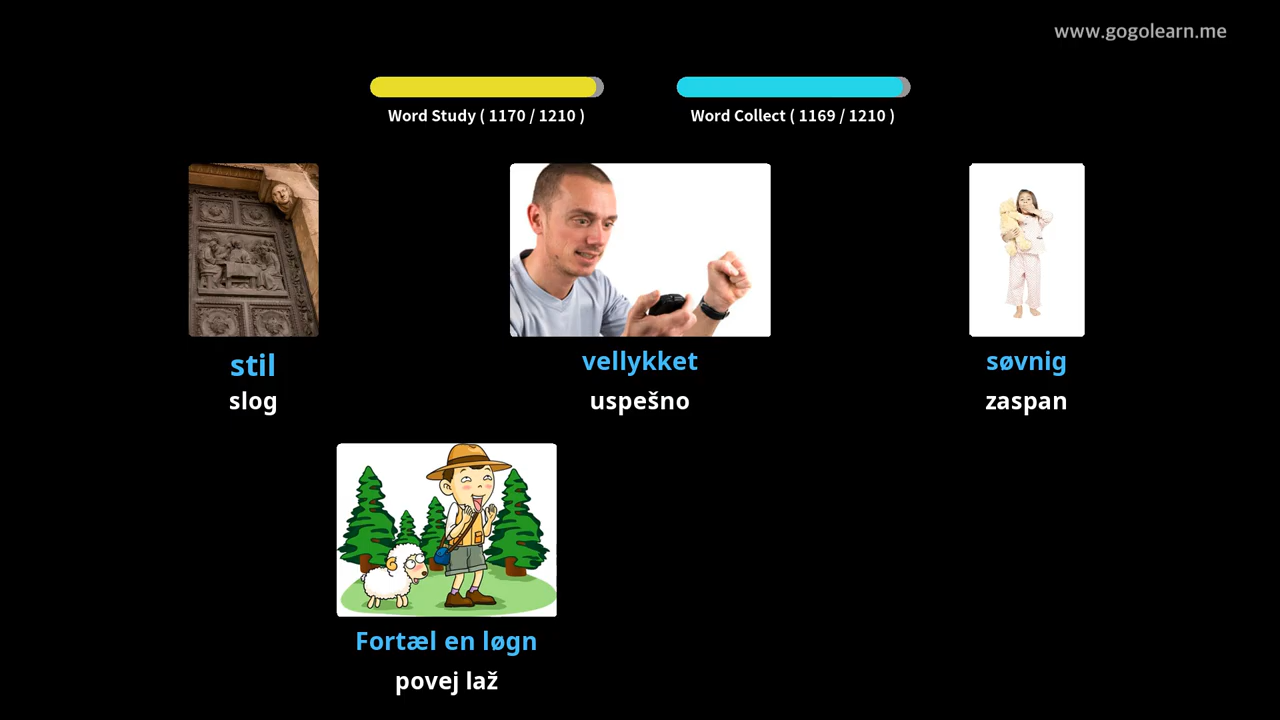 www.gogolearn.me
Word Study ( 1170 / 1210 )
Word Collect ( 1169 / 1210 )
stil
slog
vellykket
uspešno
søvnig
zaspan
Fortæl en løgn
povej laž